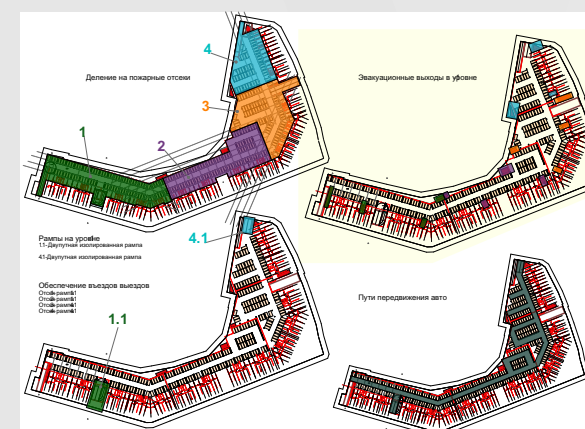 4
Деление на пожарные отсеки
Эвакуационные выходы в уровне
3
1
2
Рампы на уровне
1.1-Двупутная изолированная рампа
4.1-Двупутная изолированная рампа
4.1
Обеспечение въездов выездов
Пути передвижения авто
1.1